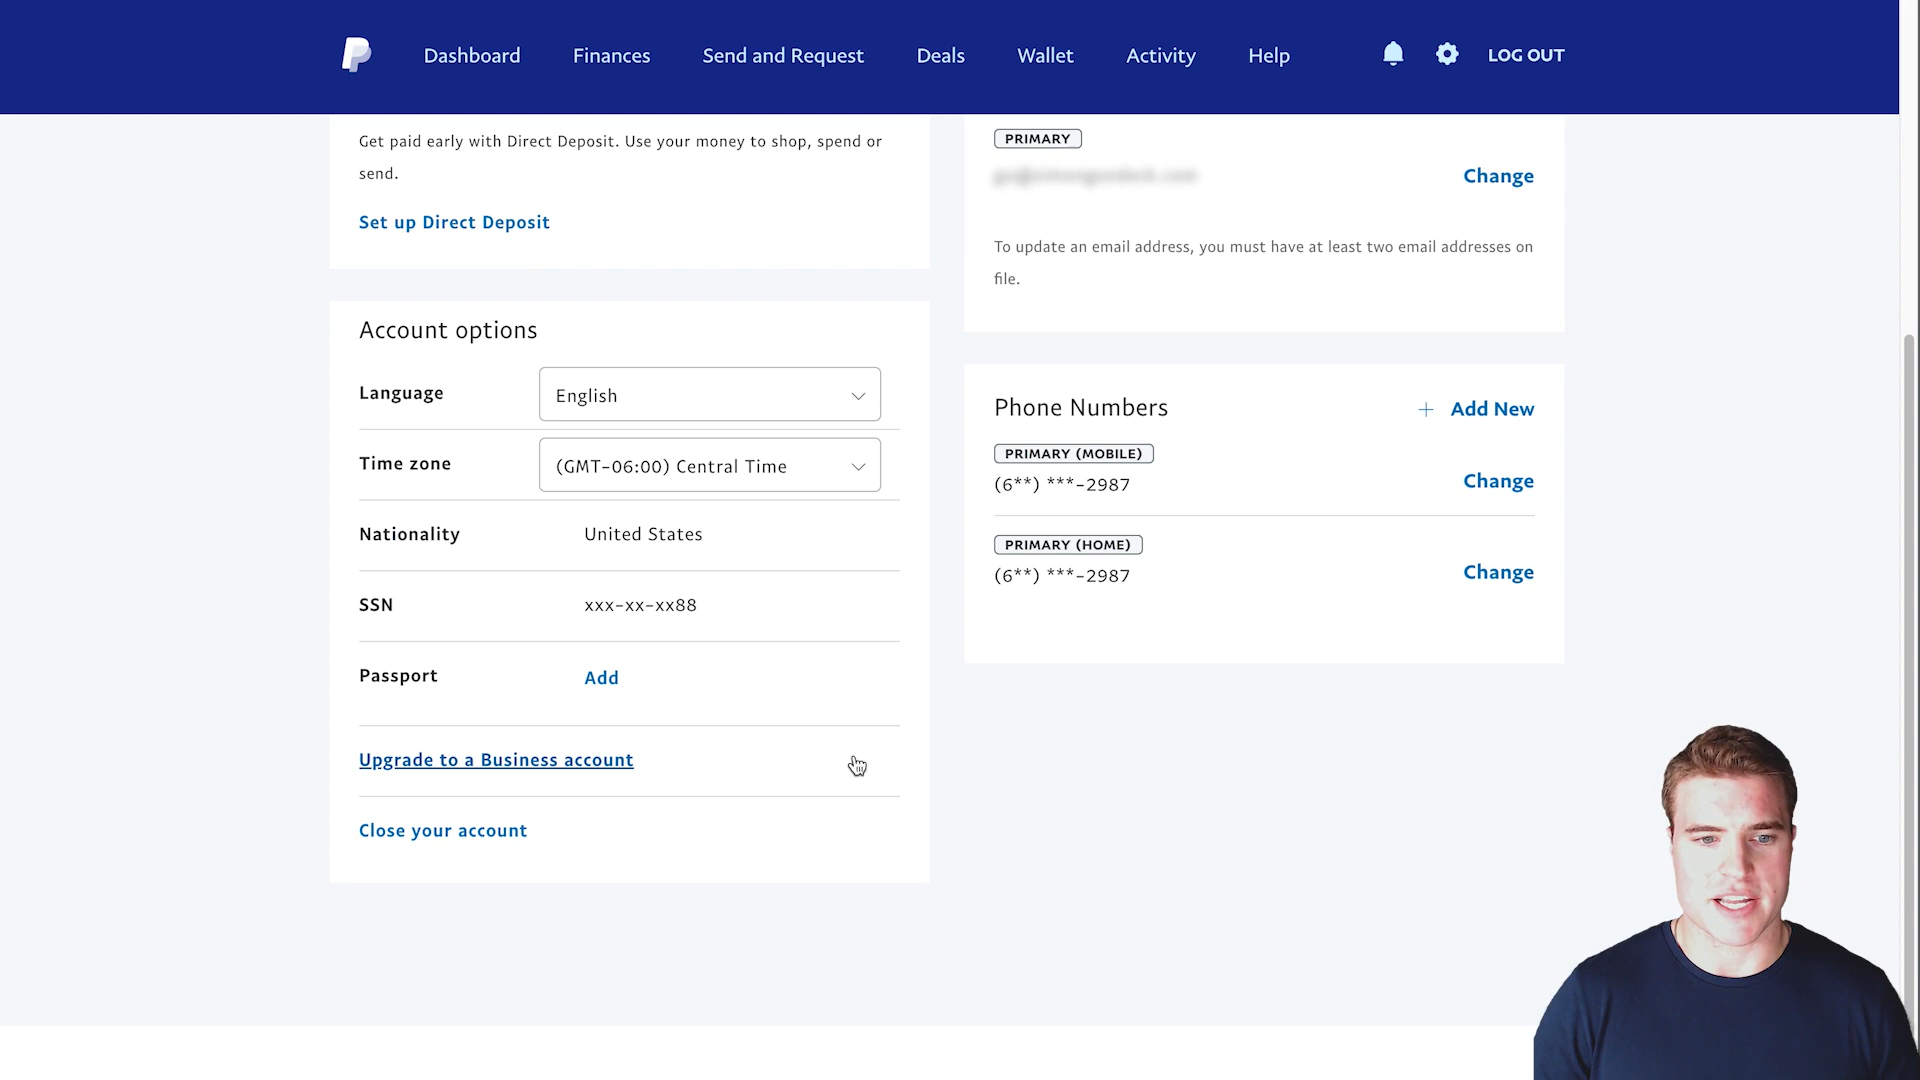 Dashboard
Finances
Send and Request
Deals
Wallet
Activity
Help
LOG OUT
Get paid early with Direct Deposit. Use your money to shop, spend or
send.
Set up Direct Deposit
Account options
Language
English
Time zone
(GMT-06:00) Central Time
Nationality
United States
SSN
xxx-xx-xx88
Passport
Add
Upgrade to a Business account
Close your account
PRIMARY
Change
To update an email address, you must have at least two email addresses on
file.
Phone Numbers
+ Add New
PRIMARY (MOBILE)
(6**) ***-2987
Change
PRIMARY (HOME)
(6**) ***-2987
Change